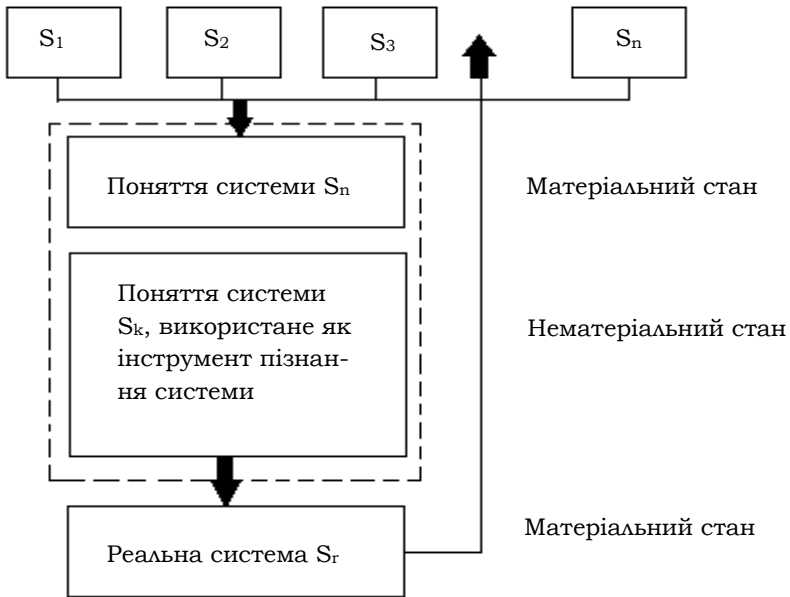 S₁ S₂ S₃ Sₙ
Поняття системи Sₙ
Матеріальний стан
Поняття системи
Sₖ, використане як
інструмент пізнан-
ня системи
Нематеріальний стан
Реальна система Sᵣ
Матеріальний стан